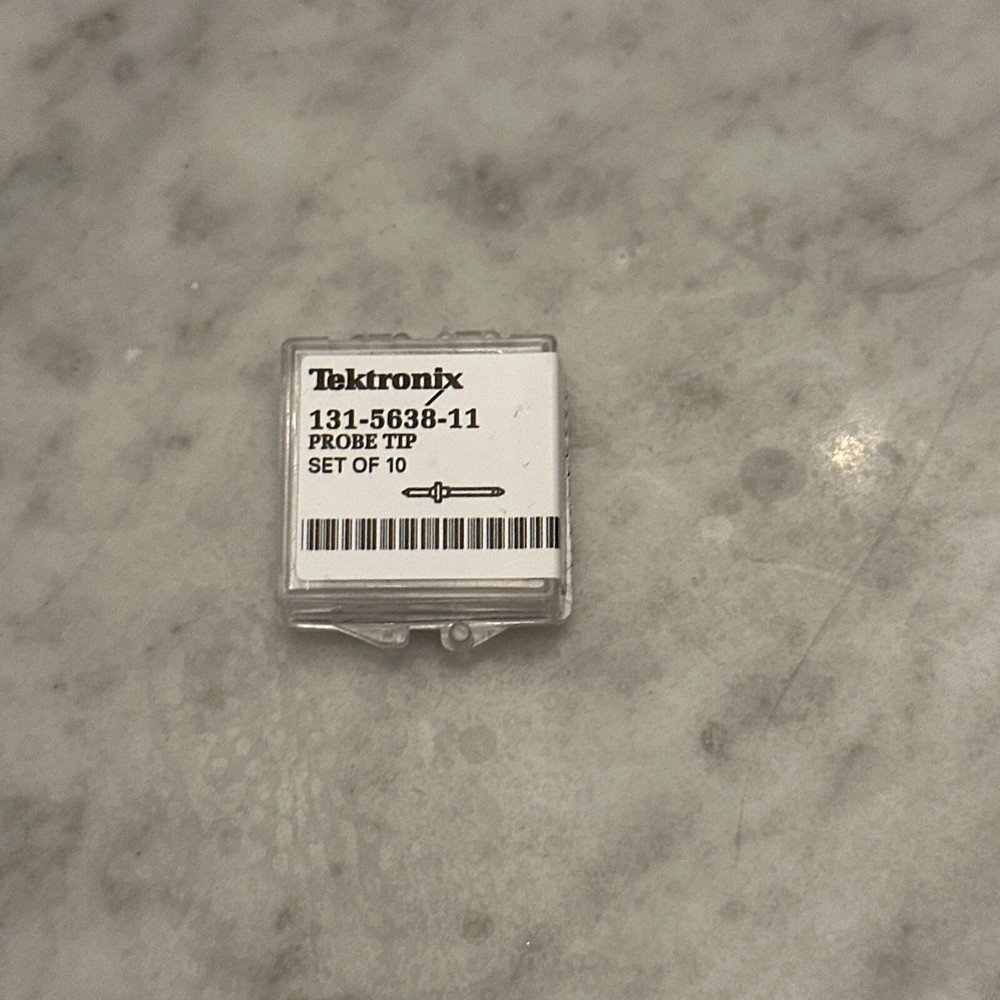 Tektronix
131-5638-11
PROBE TIP
SET OF 10